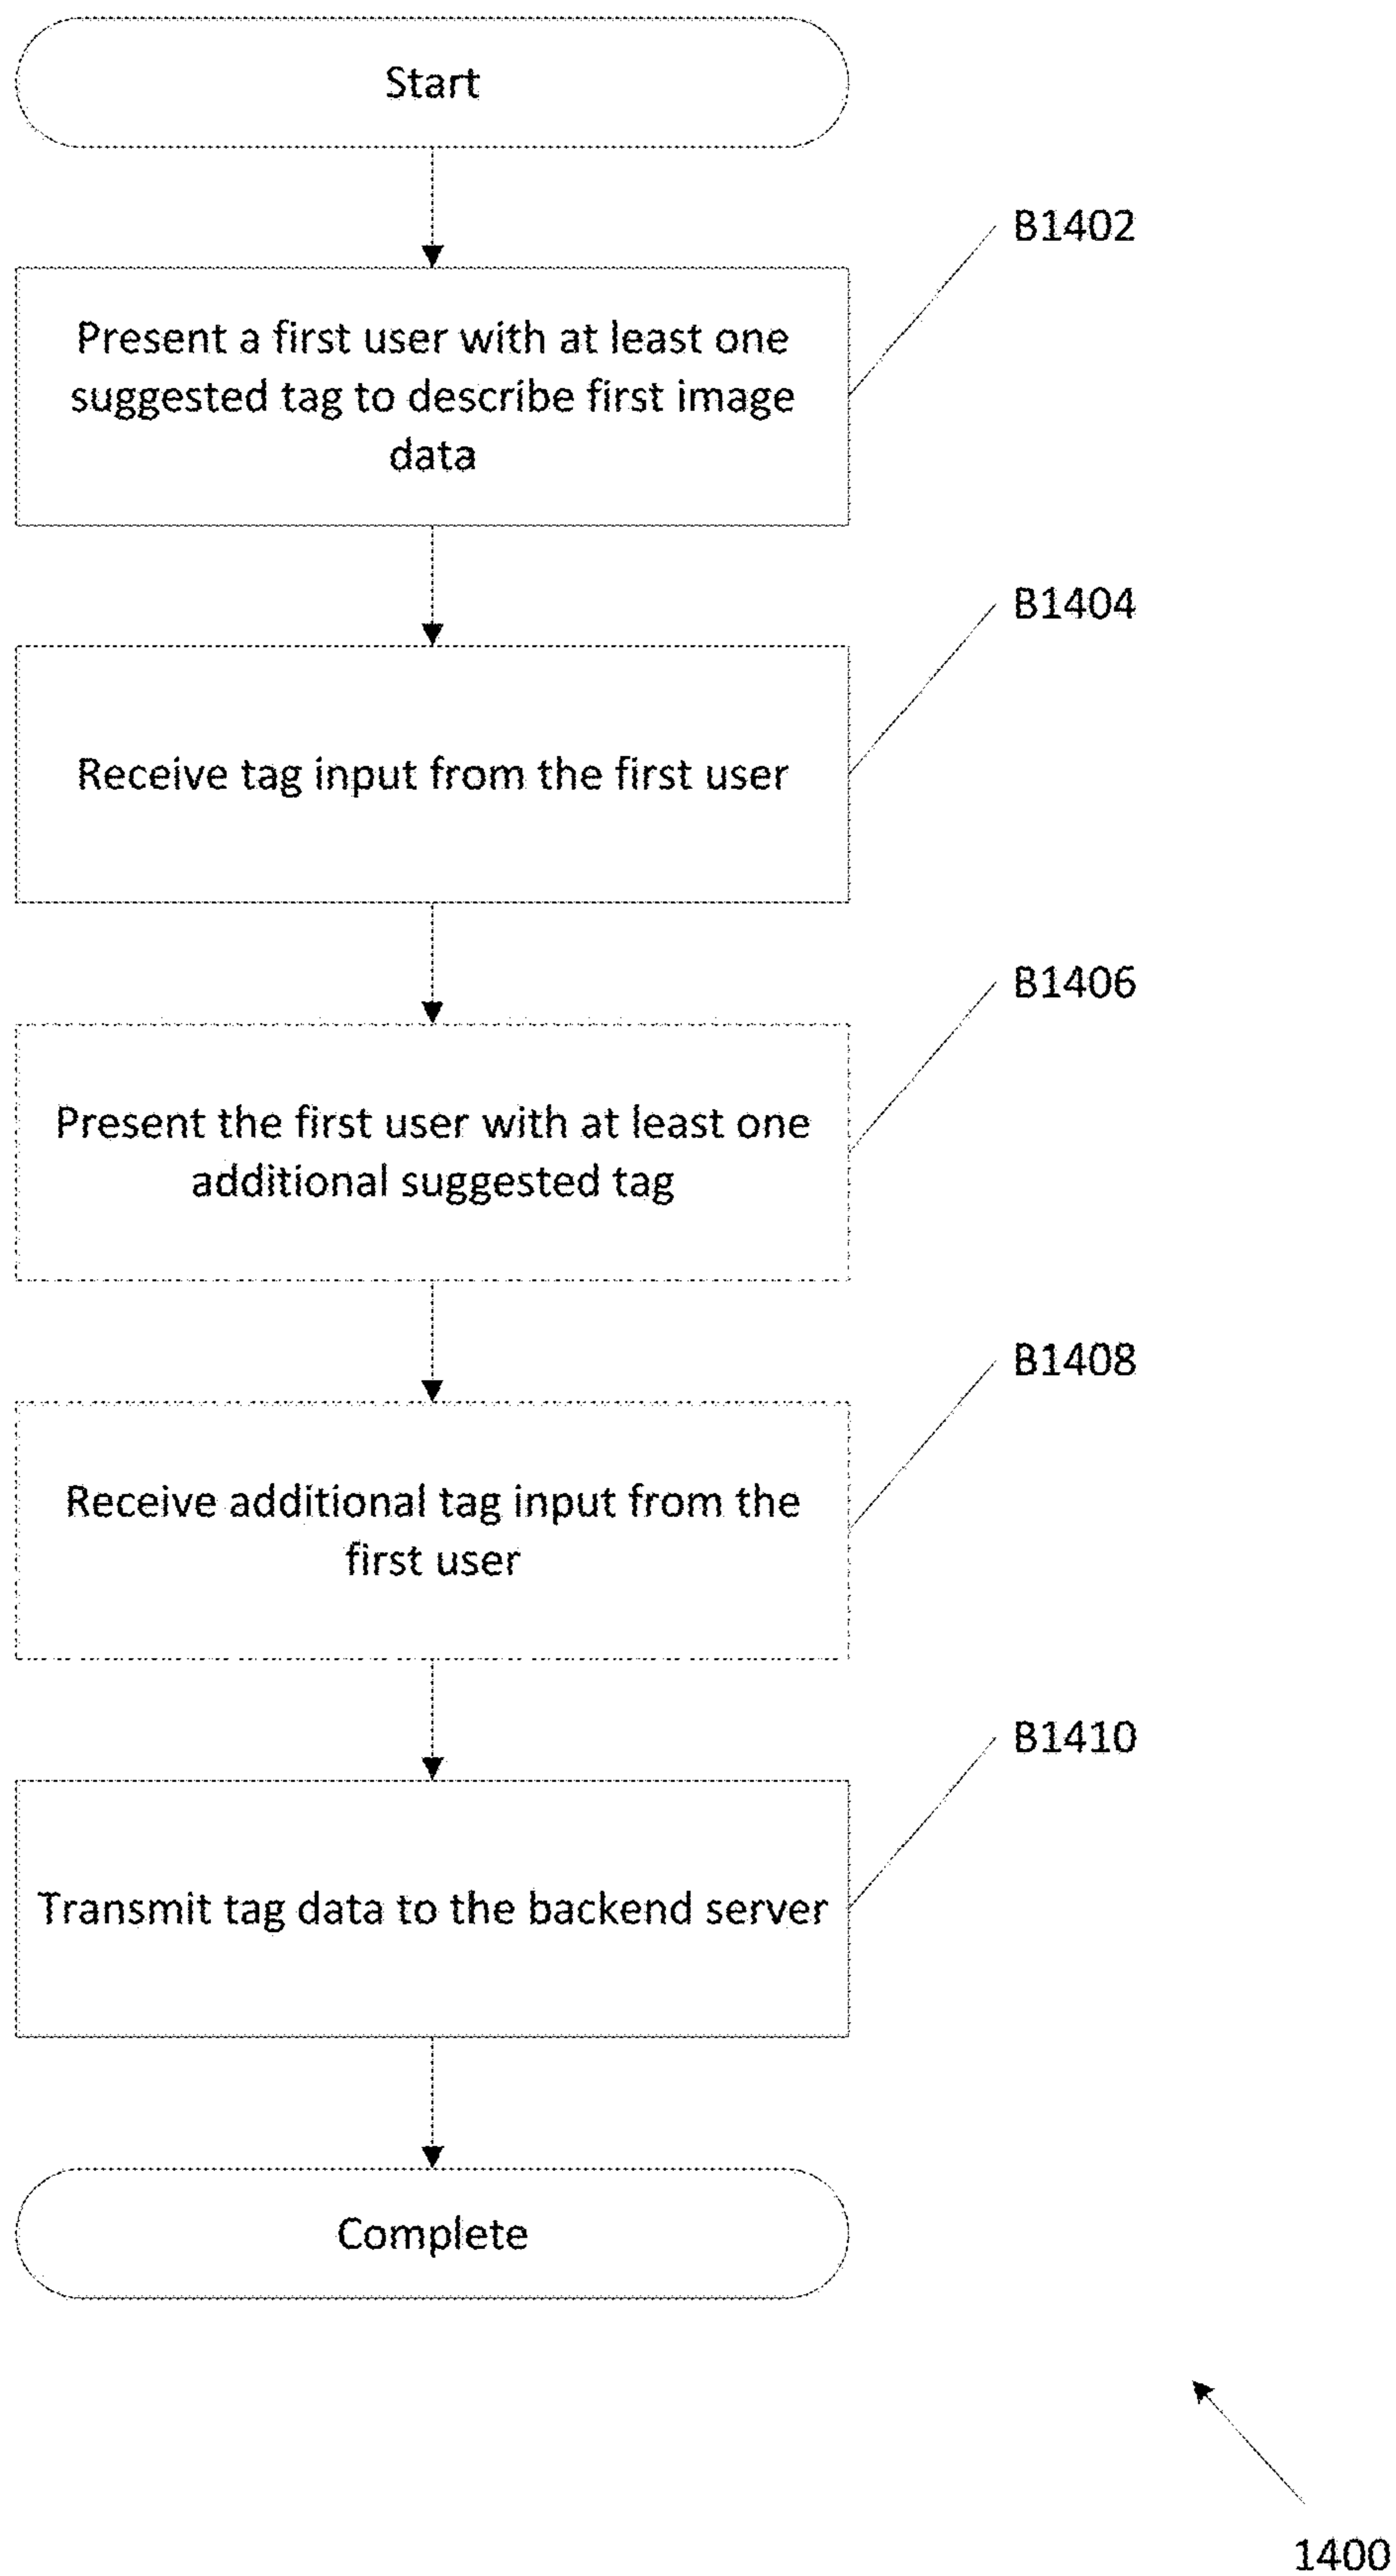 Start
B1402
Present a first user with at least one
suggested tag to describe first image
data
B1404
Receive tag input from the first user
B1406
Present the first user with at least one
additional suggested tag
B1408
Receive additional tag input from the
first user
B1410
Transmit tag data to the backend server
Complete
1400